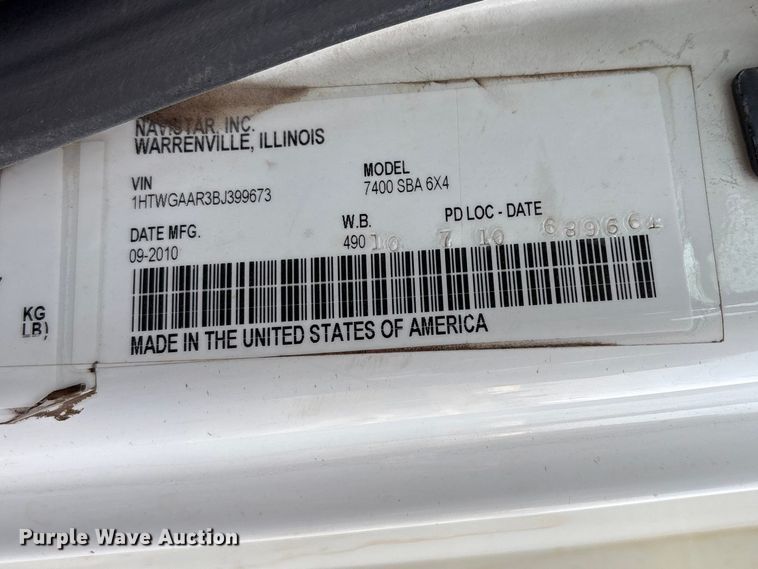 NAVISTAR, INC.
WARRENVILLE, ILLINOIS
VIN
1HTWGAAR3BJ399673
MODEL
7400 SBA 6X4
DATE MFG.
09-2010
W.B.
490
PD LOC - DATE
10 7 10
KG
LB)
MADE IN THE UNITED STATES OF AMERICA
Purple Wave Auction